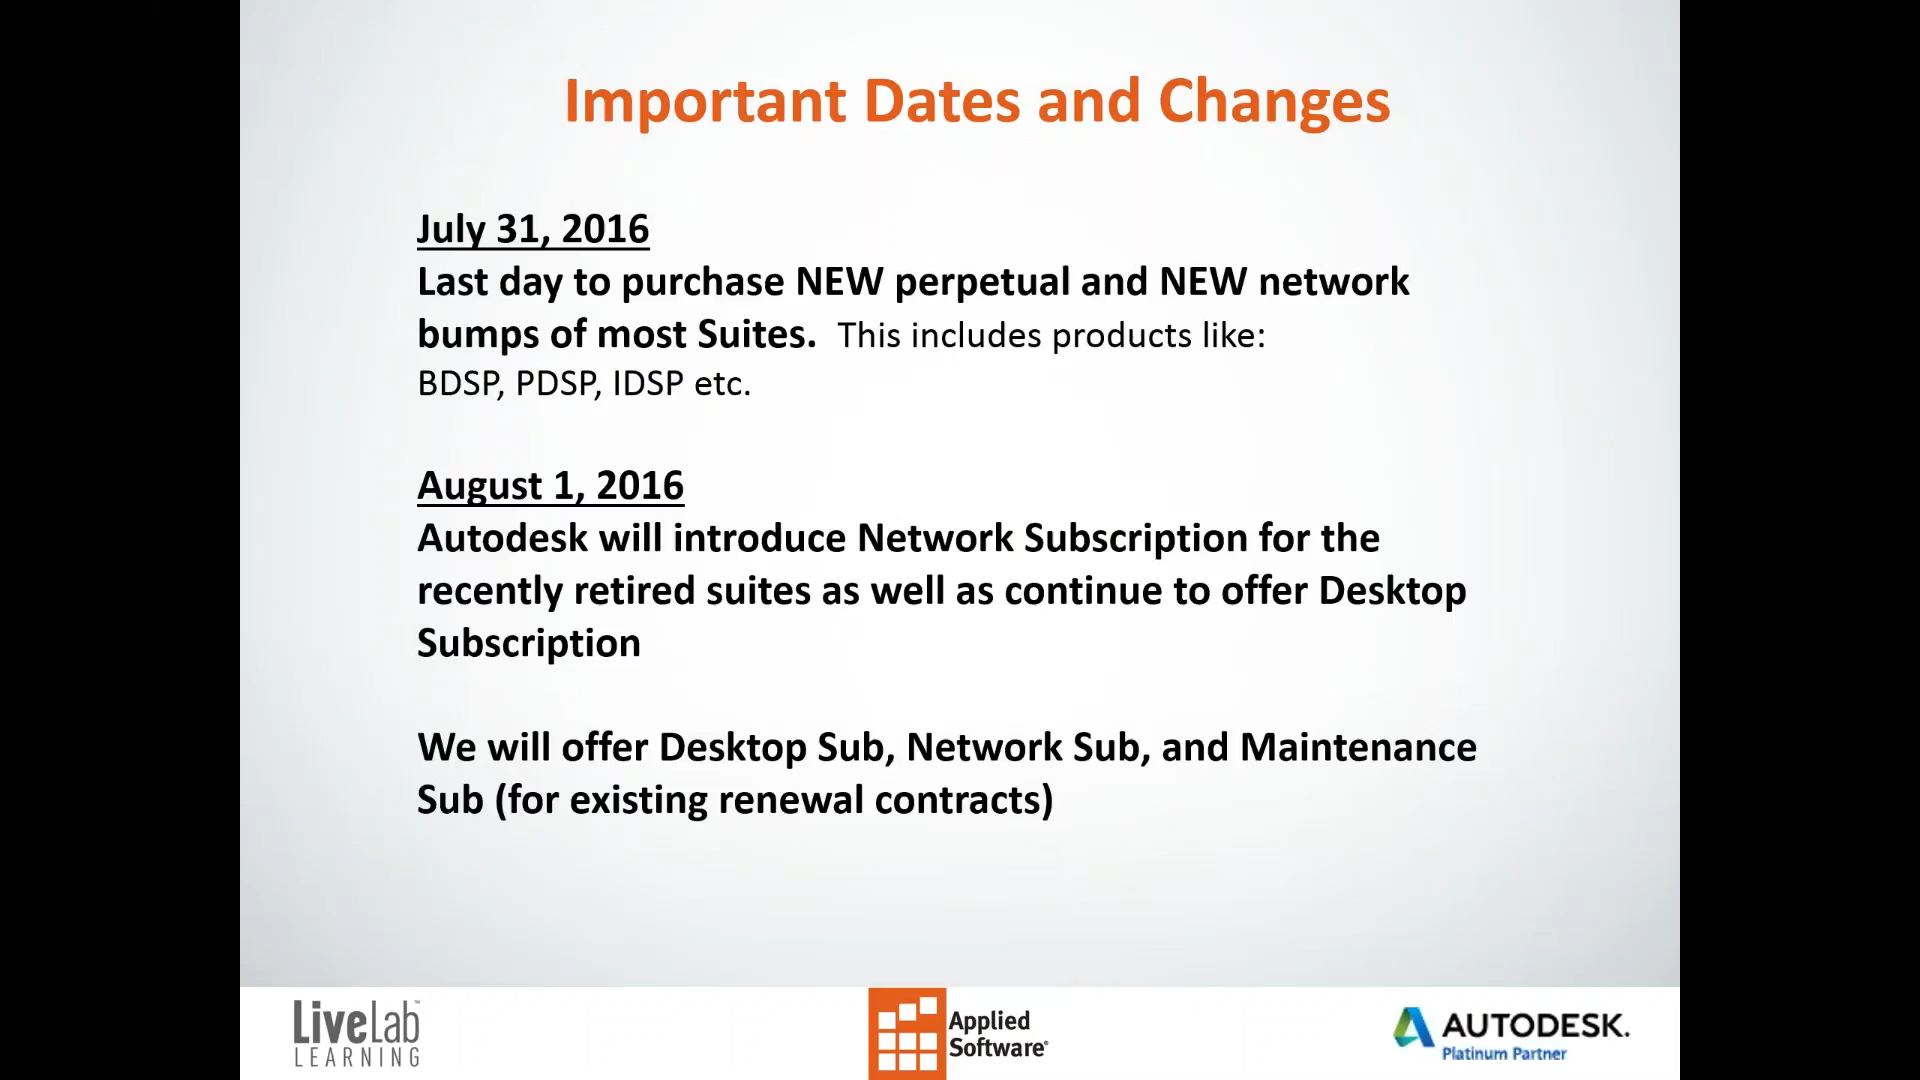 Important Dates and Changes
July 31, 2016
Last day to purchase NEW perpetual and NEW network
bumps of most Suites. This includes products like:
BDSP, PDSP, IDSP etc.
August 1, 2016
Autodesk will introduce Network Subscription for the
recently retired suites as well as continue to offer Desktop
Subscription
We will offer Desktop Sub, Network Sub, and Maintenance
Sub (for existing renewal contracts)
LiveLab™
LEARNING
Applied
Software®
AUTODESK.
Platinum Partner